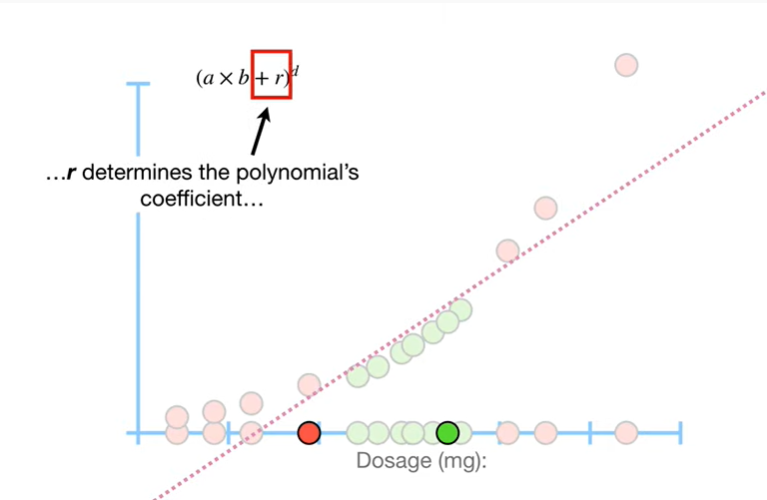 (a × b + r)^d
…r determines the polynomial’s
coefficient…
Dosage (mg):